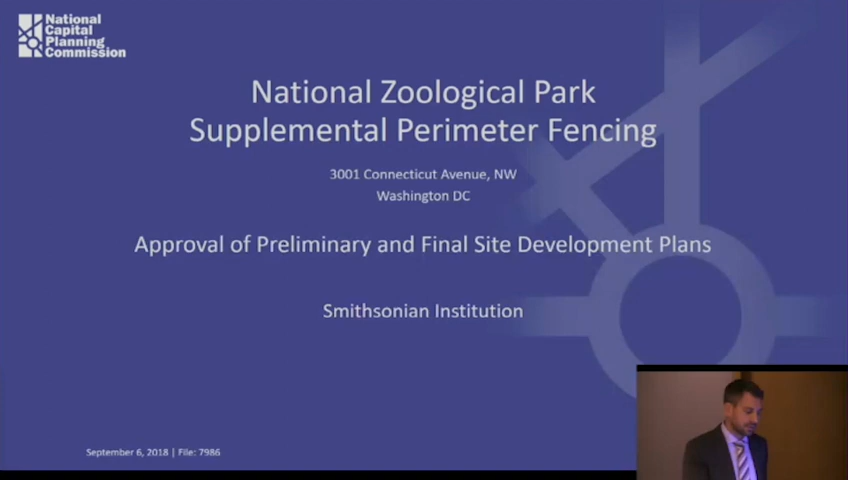 National
Capital
Planning
Commission
National Zoological Park
Supplemental Perimeter Fencing
3001 Connecticut Avenue, NW
Washington DC
Approval of Preliminary and Final Site Development Plans
Smithsonian Institution
September 6, 2018 | File: 7986